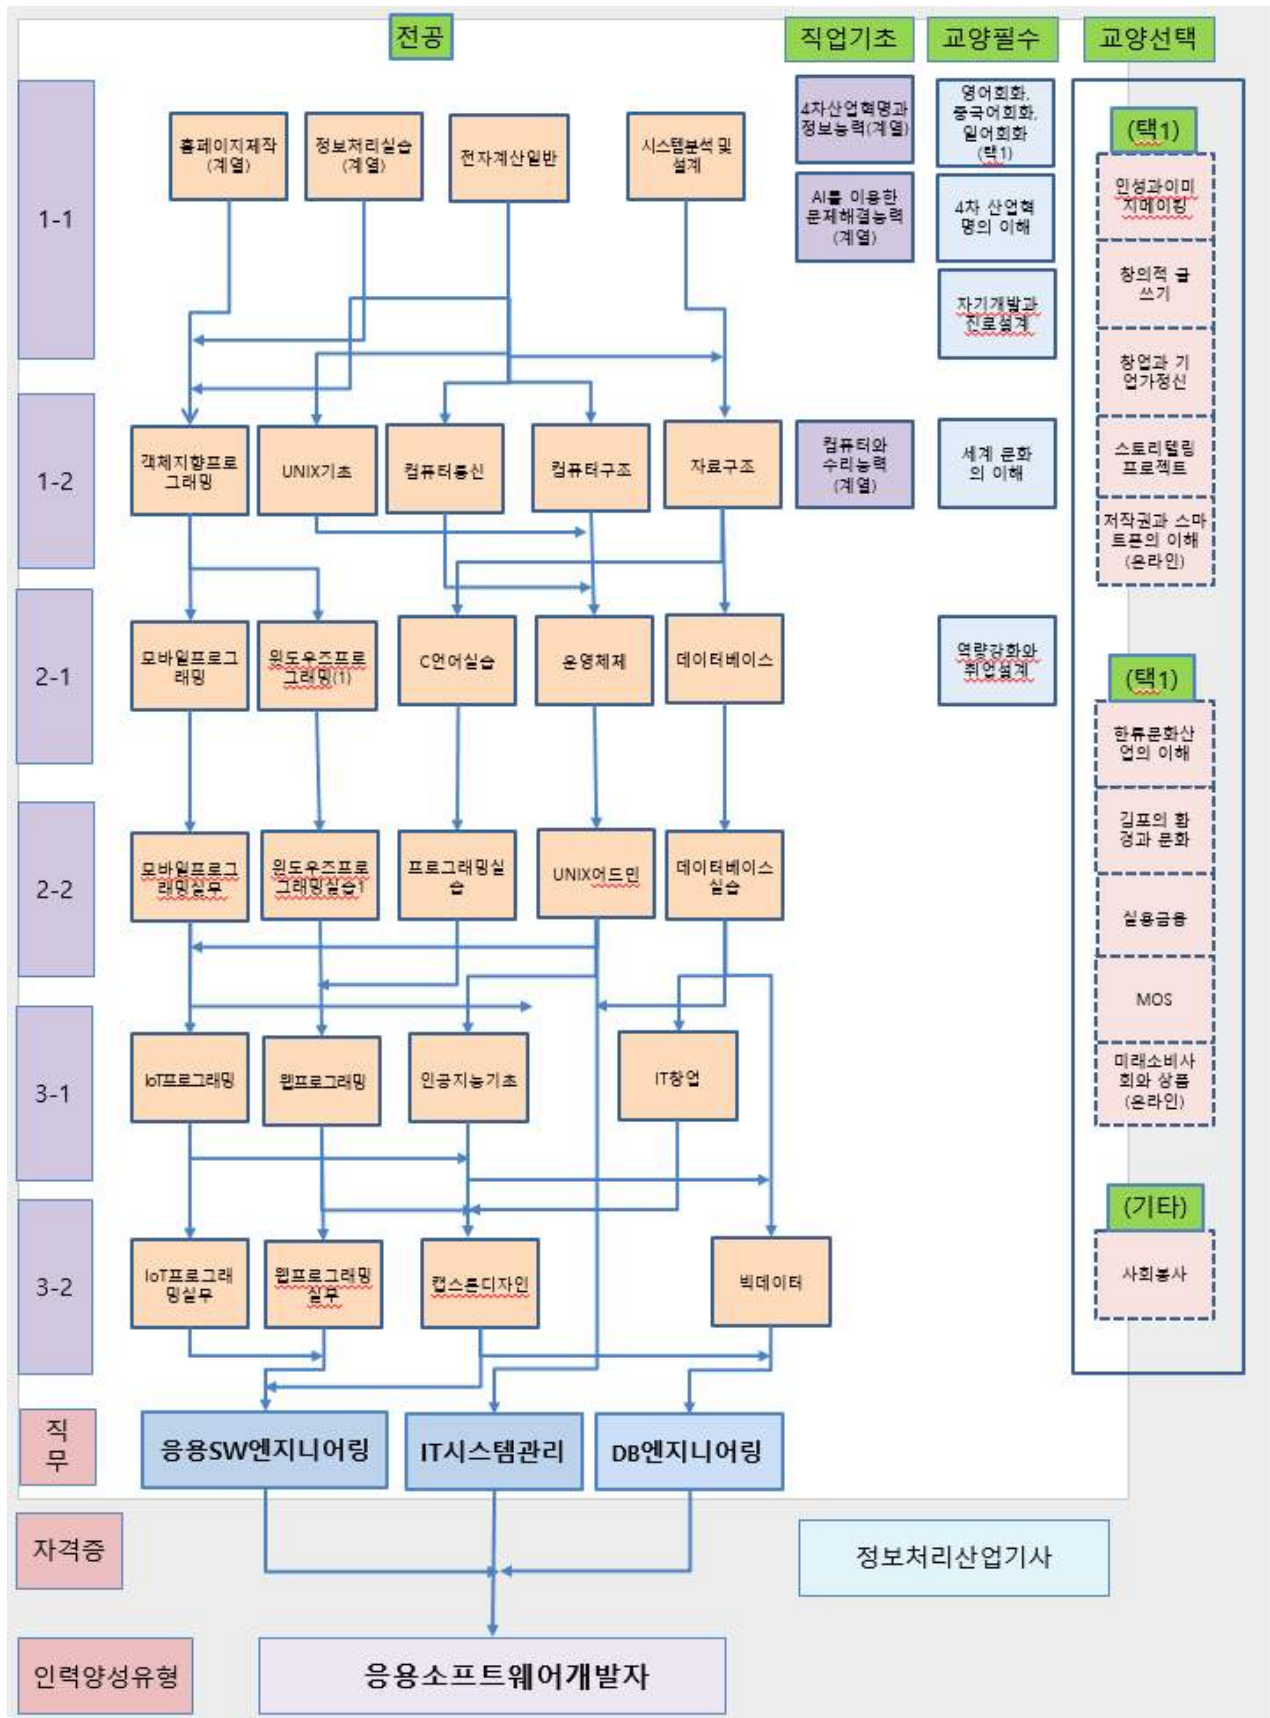 전공
직업기초
교양필수
교양선택
1-1
홈페이지제작
(계열)
정보처리실습
(계열)
전자계산일반
시스템분석 및
설계
4차산업혁명과
정보능력(계열)
AI를 이용한
문제해결능력
(계열)
영어회화,
중국어회화,
일어회화
(택1)
4차 산업혁
명의 이해
자기개발과
진로설계
(택1)
인성과이미
지메이킹
창의적 글
쓰기
창업과 기
업가정신
스토리텔링
프로젝트
저작권과 스마
트폰의 이해
(온라인)
1-2
객체지향프로
그래밍
UNIX기초
컴퓨터통신
컴퓨터구조
자료구조
컴퓨터와
수리능력
(계열)
세계 문화
의 이해
2-1
모바일프로그
래밍
윈도우즈프로
그래밍(1)
C언어실습
운영체제
데이터베이스
역량강화와
취업설계
(택1)
한류문화산
업의 이해
김포의 환
경과 문화
실용금융
MOS
미래소비사
회와 상품
(온라인)
2-2
모바일프로그
래밍실무
윈도우즈프로
그래밍실습1
프로그래밍실
습
UNIX어드민
데이터베이스
실습
3-1
IoT프로그래밍
웹프로그래밍
인공지능기초
IT창업
3-2
IoT프로그래
밍실무
웹프로그래밍
실무
캡스톤디자인
빅데이터
(기타)
사회봉사
직
무
응용SW엔지니어링
IT시스템관리
DB엔지니어링
자격증
정보처리산업기사
인력양성유형
응용소프트웨어개발자